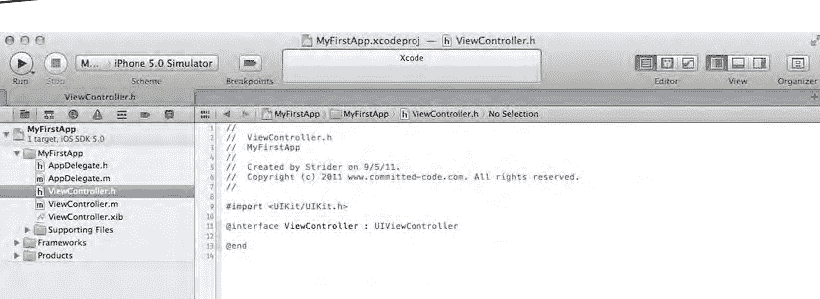 MyFirstApp.xcodeproj — h ViewController.h
M... iPhone 5.0 Simulator
Xcode
Run Stop Scheme Breakpoints Editor View Organizer
ViewController.h
MyFirstApp h ViewController.h No Selection
MyFirstApp
1 target, iOS SDK 5.0
MyFirstApp
h AppDelegate.h
m AppDelegate.m
h ViewController.h
m ViewController.m
ViewController.xib
Supporting Files
Frameworks
Products
1 //
2 // ViewController.h
3 // MyFirstApp
4 //
5 // Created by Strider on 9/5/11.
6 // Copyright (c) 2011 www.committed-code.com. All rights reserved.
7 //
8
9 #import <UIKit/UIKit.h>
10
11 @interface ViewController : UIViewController
12
13 @end
14